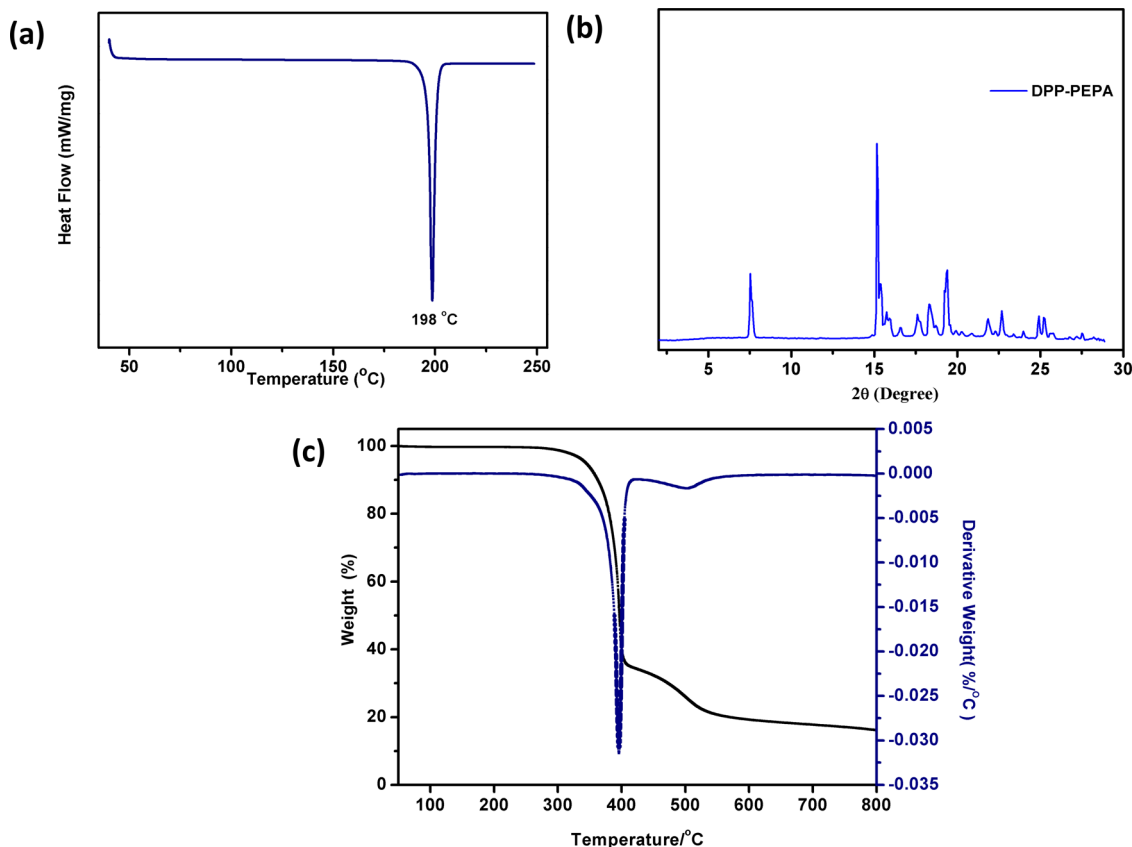 (a)
Heat Flow (mW/mg)
198 °C
50 100 150 200 250
Temperature (°C)
(b)
DPP-PEPA
5 10 15 20 25 30
2θ (Degree)
(c)
100
80
60
40
20
0
Weight (%)
0.005
0.000
-0.005
-0.010
-0.015
-0.020
-0.025
-0.030
-0.035
Derivative Weight( %/°C )
100 200 300 400 500 600 700 800
Temperature/°C